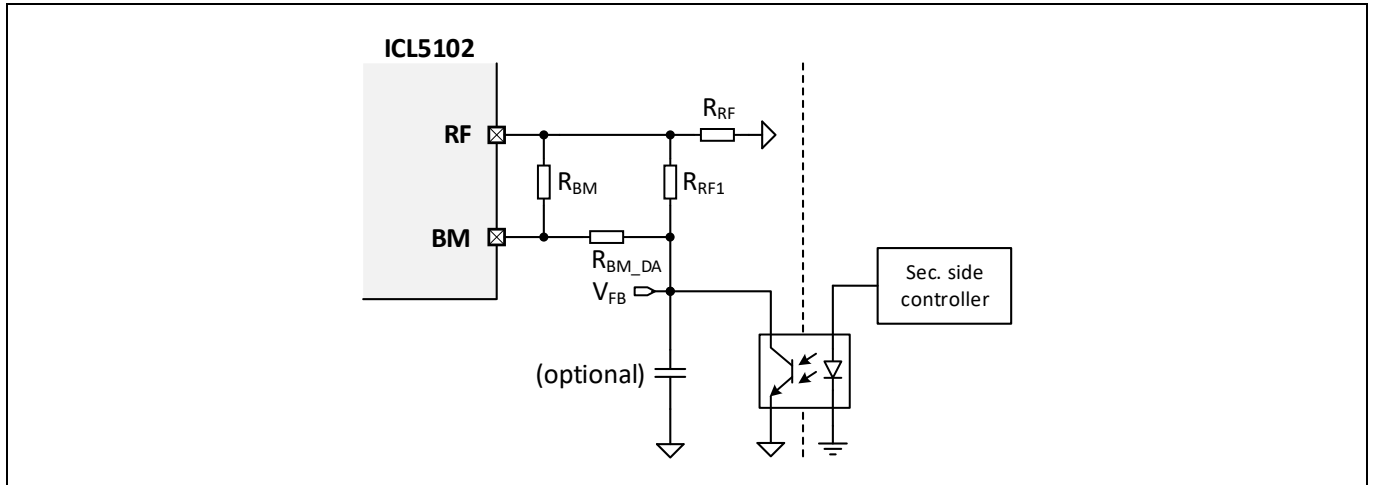 ICL5102
RF
R_RF
R_BM
R_RF1
BM
R_BM_DA
V_FB
Sec. side
controller
(optional)